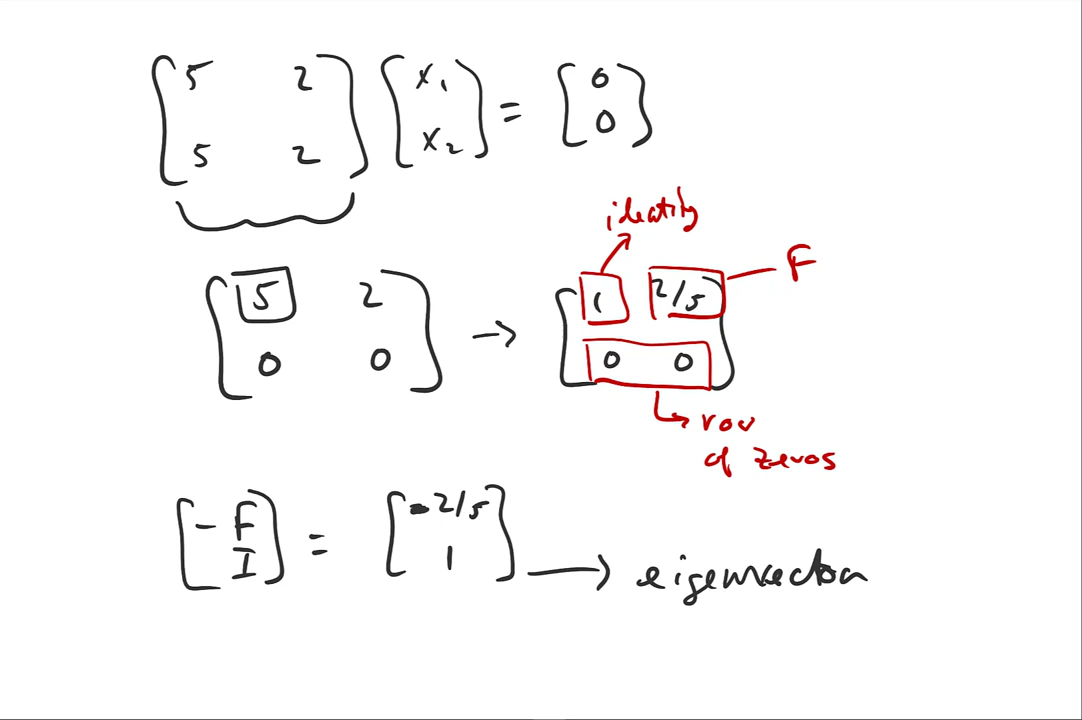 [5 2] [x₁] = [0]
[5 2] [x₂] [0]
identity
[5 2] → [1 2/5] — F
[0 0] [0 0]
row
of zeros
[-F] = [-2/5]
[I] [1] → eigenvector